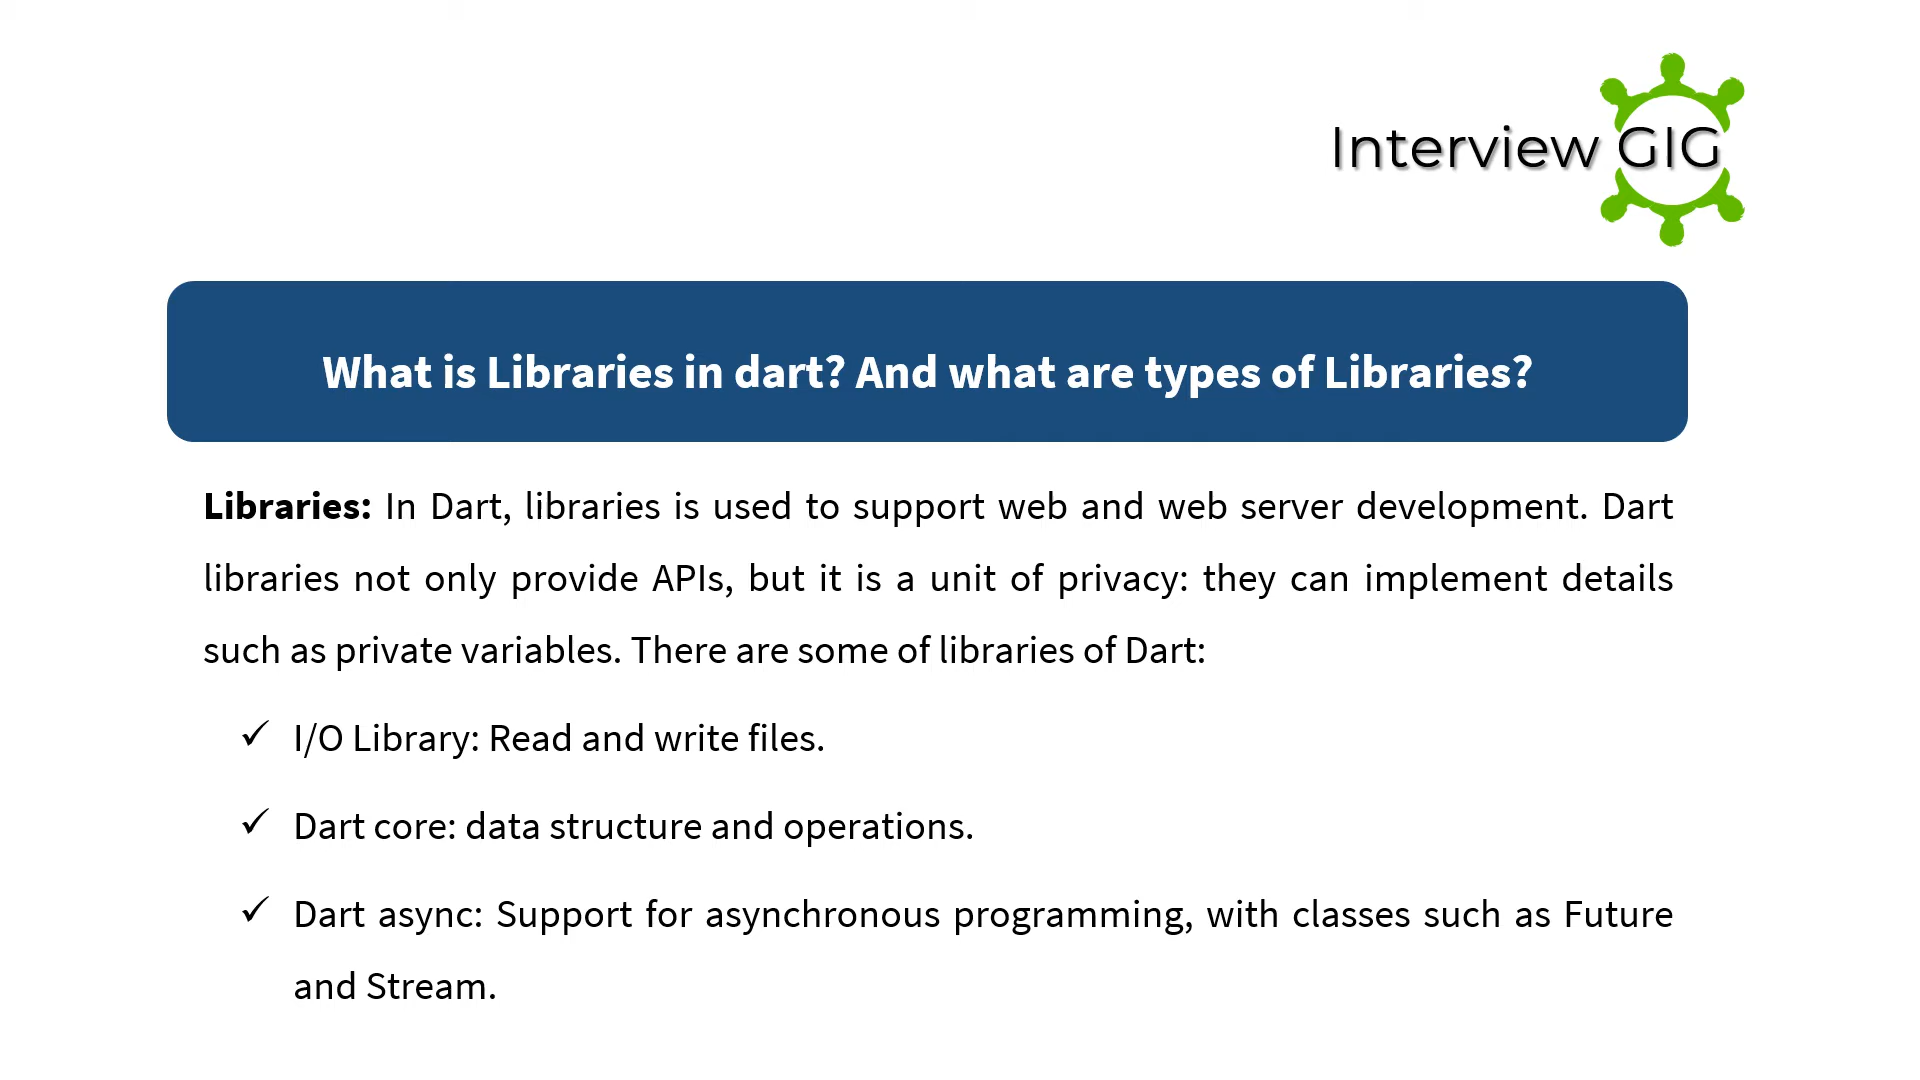 Interview GIG
What is Libraries in dart? And what are types of Libraries?
Libraries: In Dart, libraries is used to support web and web server development. Dart
libraries not only provide APIs, but it is a unit of privacy: they can implement details
such as private variables. There are some of libraries of Dart:
✓ I/O Library: Read and write files.
✓ Dart core: data structure and operations.
✓ Dart async: Support for asynchronous programming, with classes such as Future
and Stream.